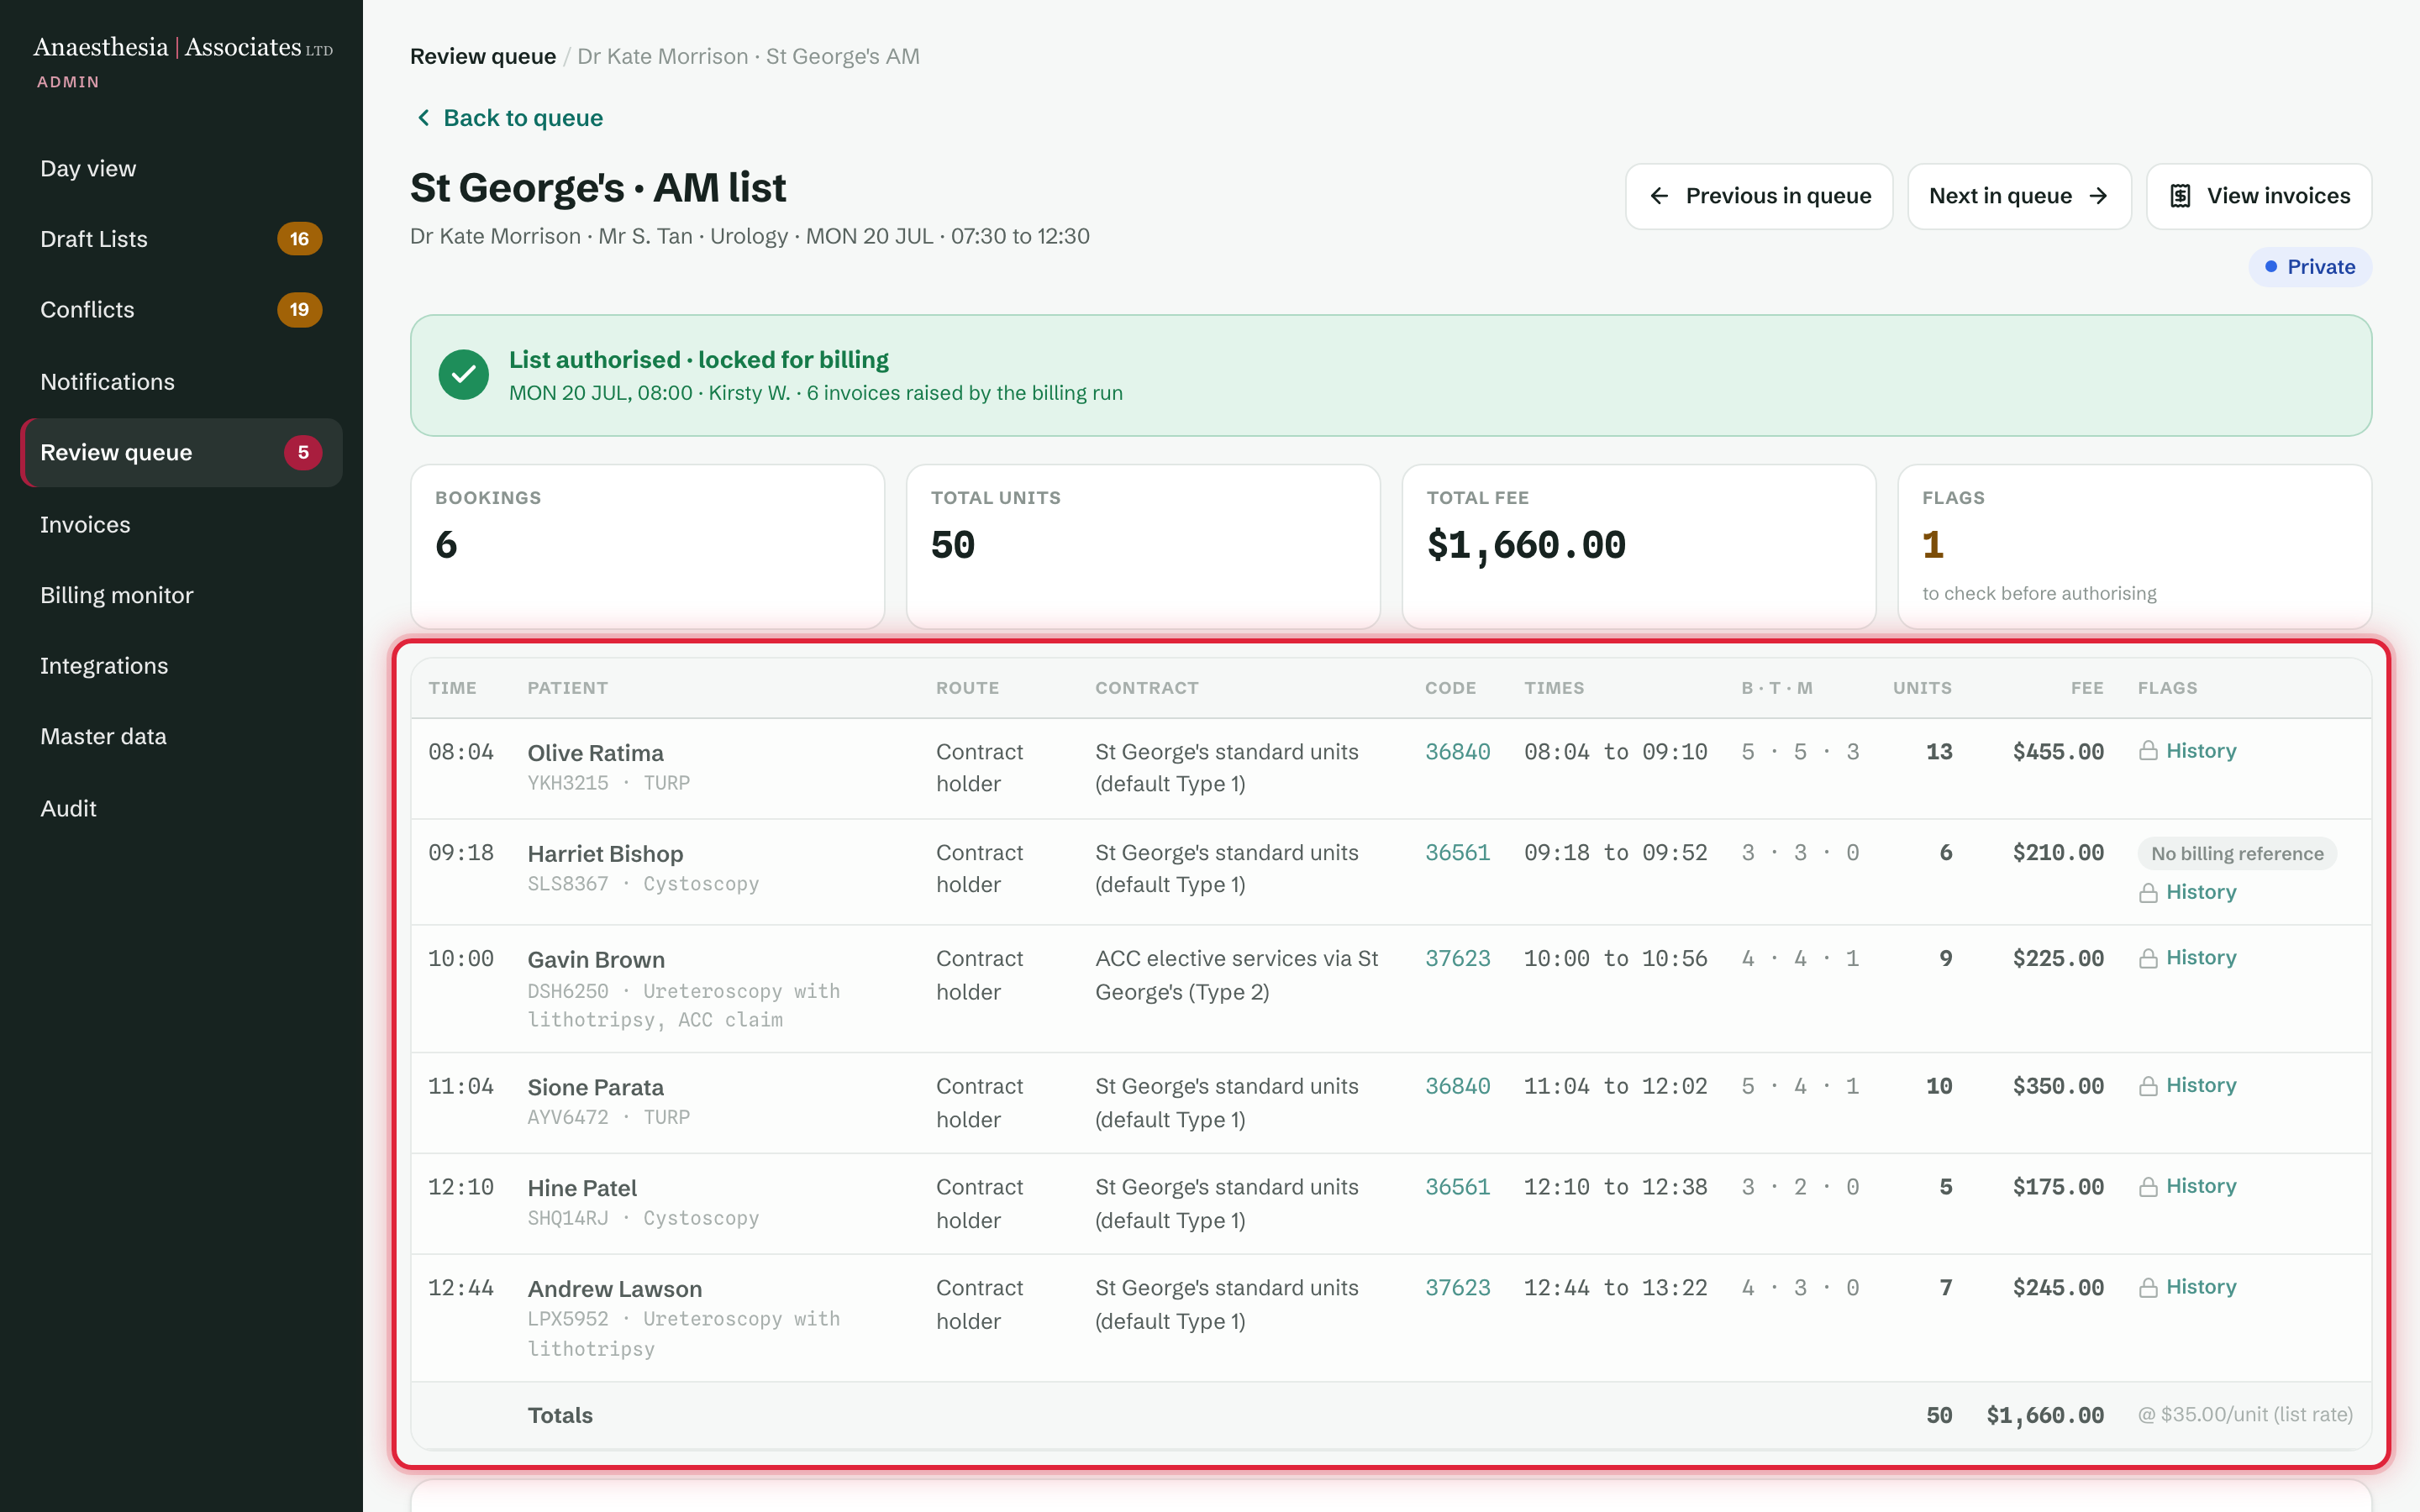 Anaesthesia | Associates LTD
ADMIN
Day view
Draft Lists 16
Conflicts 19
Notifications
Review queue 5
Invoices
Billing monitor
Integrations
Master data
Audit
Review queue / Dr Kate Morrison · St George's AM
Back to queue
St George's · AM list
Dr Kate Morrison · Mr S. Tan · Urology · MON 20 JUL · 07:30 to 12:30
Previous in queue
Next in queue
View invoices
Private
List authorised · locked for billing
MON 20 JUL, 08:00 · Kirsty W. · 6 invoices raised by the billing run
BOOKINGS
6
TOTAL UNITS
50
TOTAL FEE
$1,660.00
FLAGS
1
to check before authorising
TIME PATIENT ROUTE CONTRACT CODE TIMES B · T · M UNITS FEE FLAGS
08:04 Olive Ratima Contract St George's standard units 36840 08:04 to 09:10 5 · 5 · 3 13 $455.00 History
YKH3215 · TURP holder (default Type 1)
09:18 Harriet Bishop Contract St George's standard units 36561 09:18 to 09:52 3 · 3 · 0 6 $210.00 No billing reference
SLS8367 · Cystoscopy holder (default Type 1) History
10:00 Gavin Brown Contract ACC elective services via St 37623 10:00 to 10:56 4 · 4 · 1 9 $225.00 History
DSH6250 · Ureteroscopy with holder George's (Type 2)
lithotripsy, ACC claim
11:04 Sione Parata Contract St George's standard units 36840 11:04 to 12:02 5 · 4 · 1 10 $350.00 History
AYV6472 · TURP holder (default Type 1)
12:10 Hine Patel Contract St George's standard units 36561 12:10 to 12:38 3 · 2 · 0 5 $175.00 History
SHQ14RJ · Cystoscopy holder (default Type 1)
12:44 Andrew Lawson Contract St George's standard units 37623 12:44 to 13:22 4 · 3 · 0 7 $245.00 History
LPX5952 · Ureteroscopy with holder (default Type 1)
lithotripsy
Totals 50 $1,660.00 @ $35.00/unit (list rate)